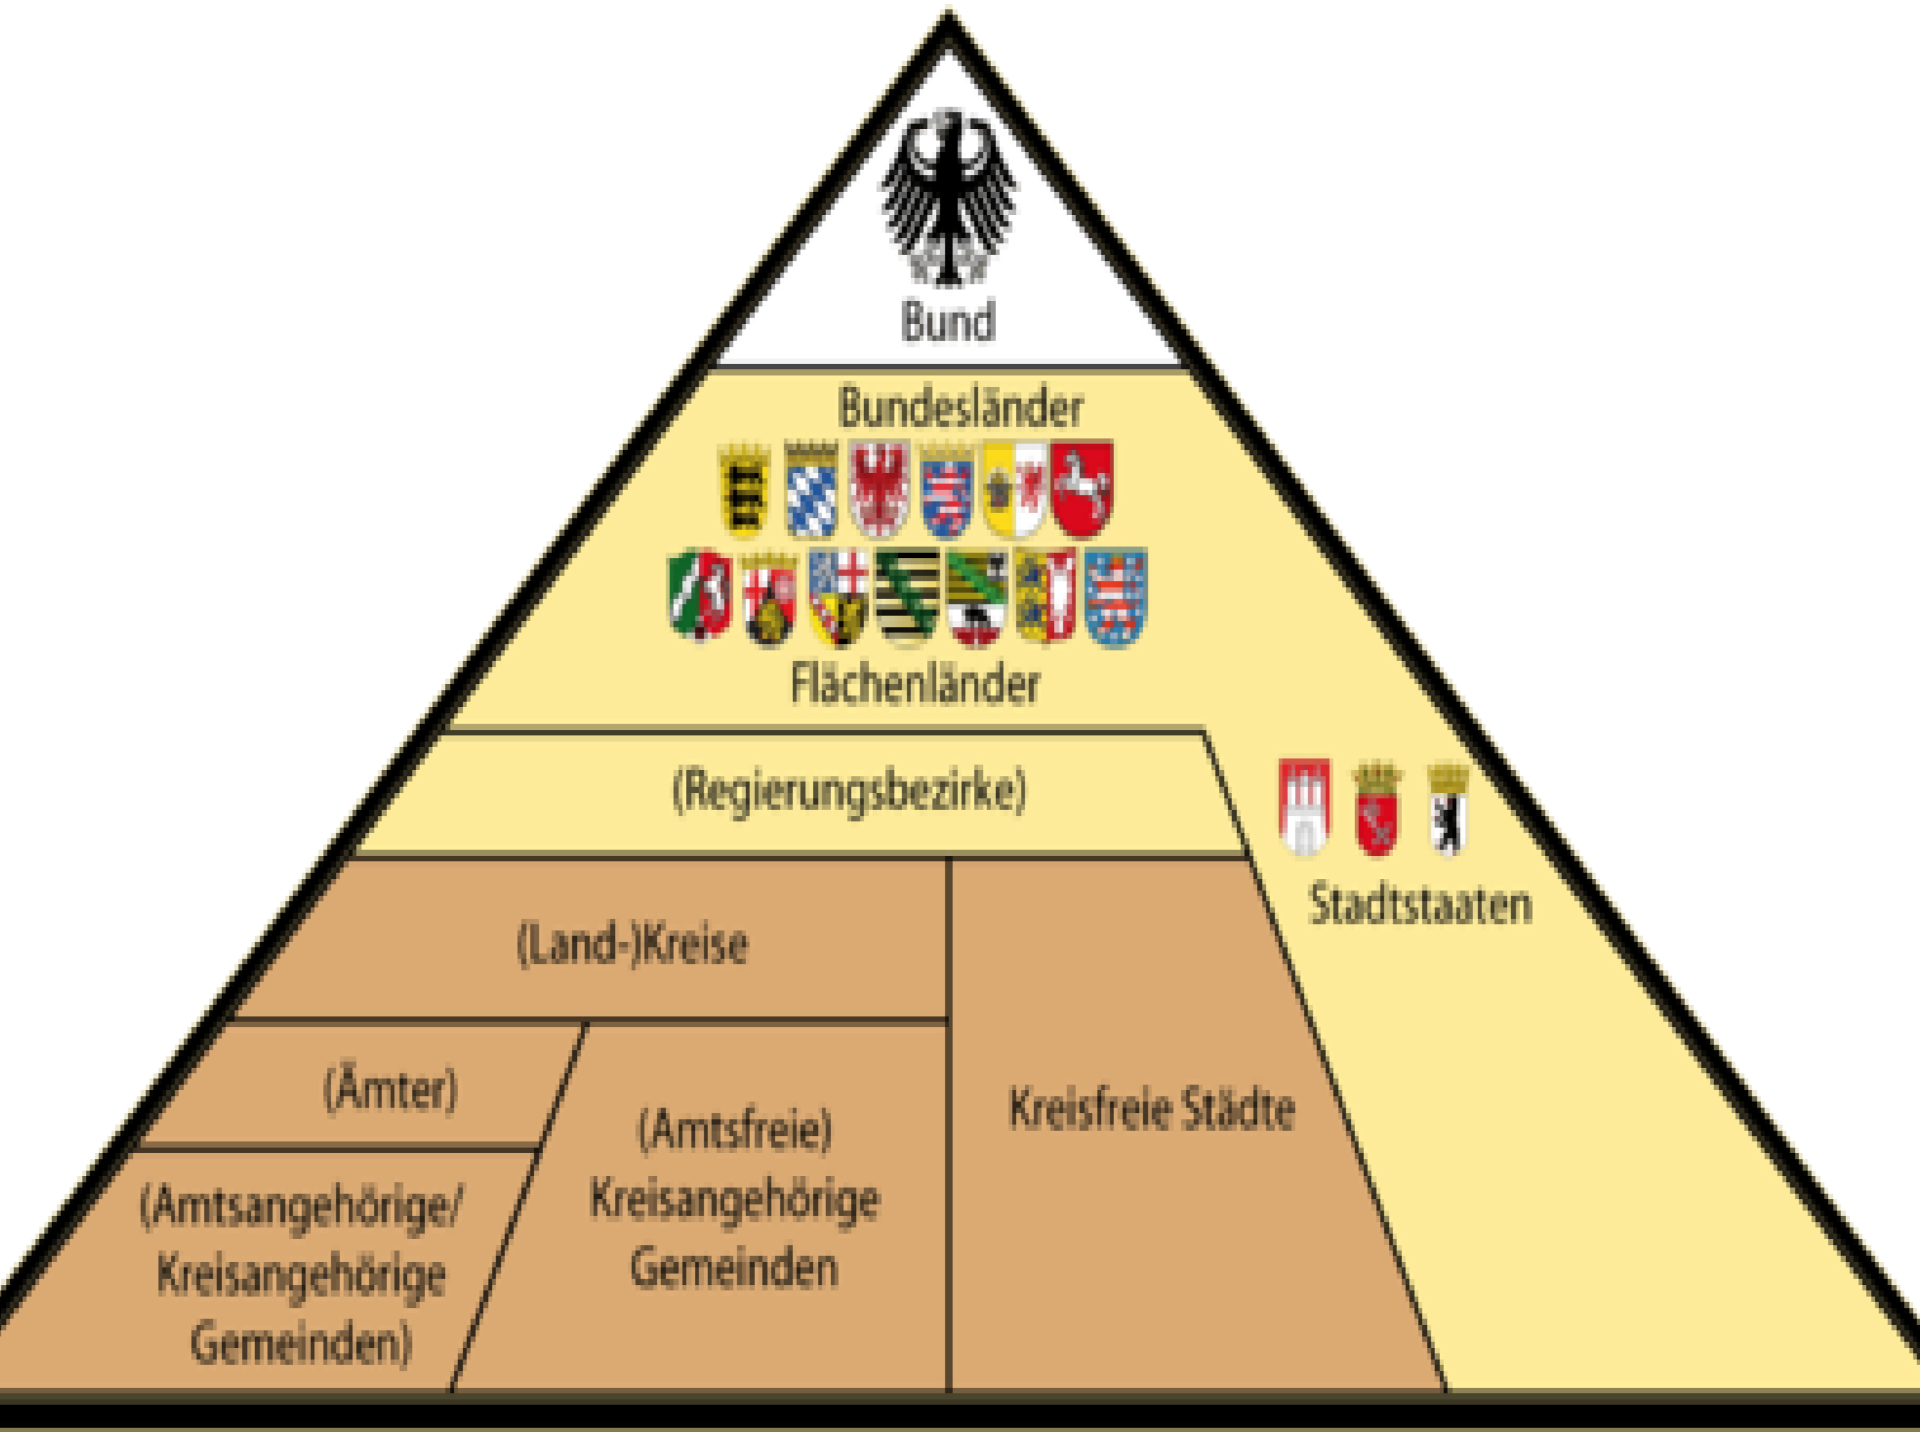 Bund
Bundesländer
Flächenländer
(Regierungsbezirke)
Stadtstaaten
(Land-)Kreise
Kreisfreie Städte
(Ämter)
(Amtsfreie)
Kreisangehörige
Gemeinden
(Amtsangehörige/
Kreisangehörige
Gemeinden)